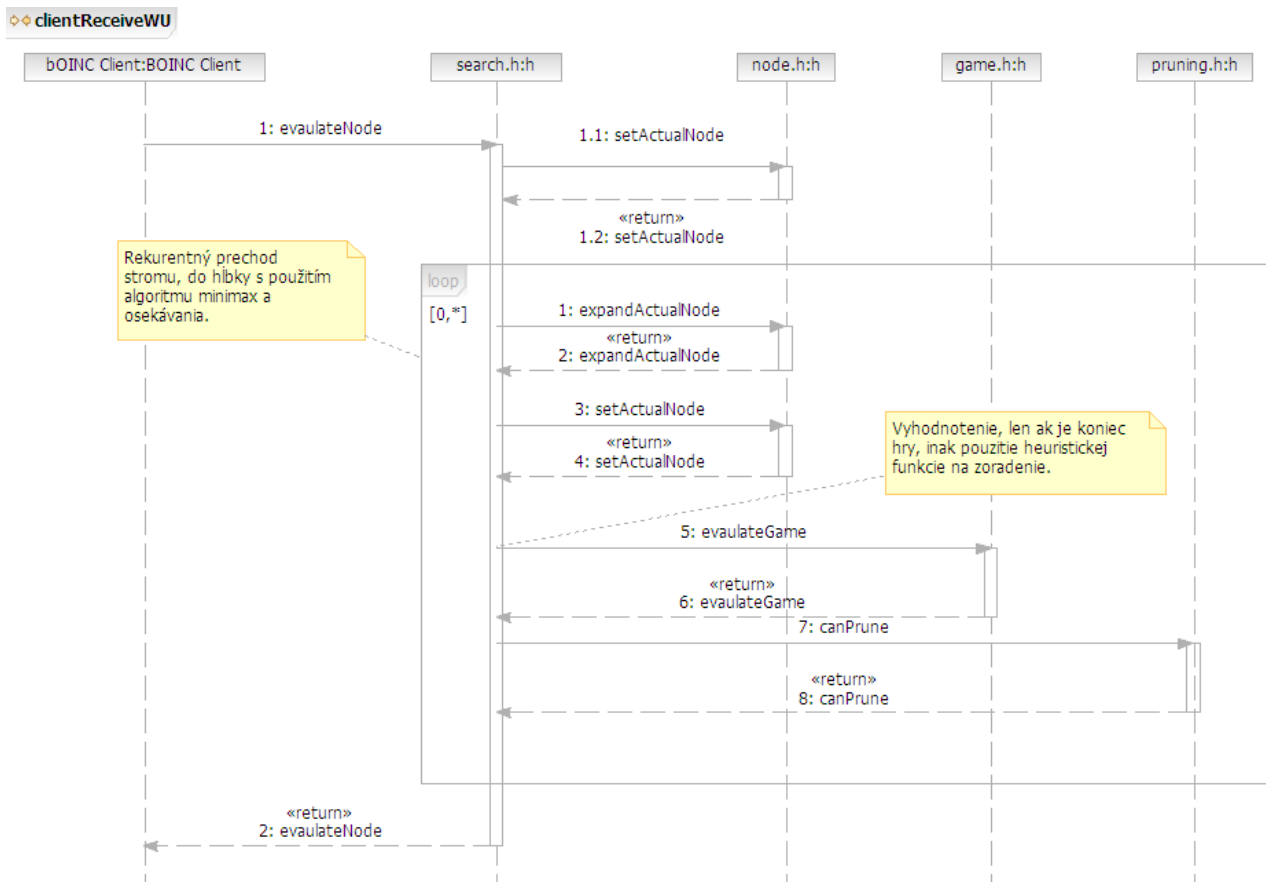 clientReceiveWU
bOINC Client:BOINC Client
search.h:h
node.h:h
game.h:h
pruning.h:h
1: evaulateNode
1.1: setActualNode
«return»
1.2: setActualNode
Rekurentný prechod
stromu, do hĺbky s použitím
algoritmu minimax a
osekávania.
loop
[0,*]
1: expandActualNode
«return»
2: expandActualNode
3: setActualNode
«return»
4: setActualNode
Vyhodnotenie, len ak je koniec
hry, inak pouzitie heuristickej
funkcie na zoradenie.
5: evaulateGame
«return»
6: evaulateGame
7: canPrune
«return»
8: canPrune
«return»
2: evaulateNode